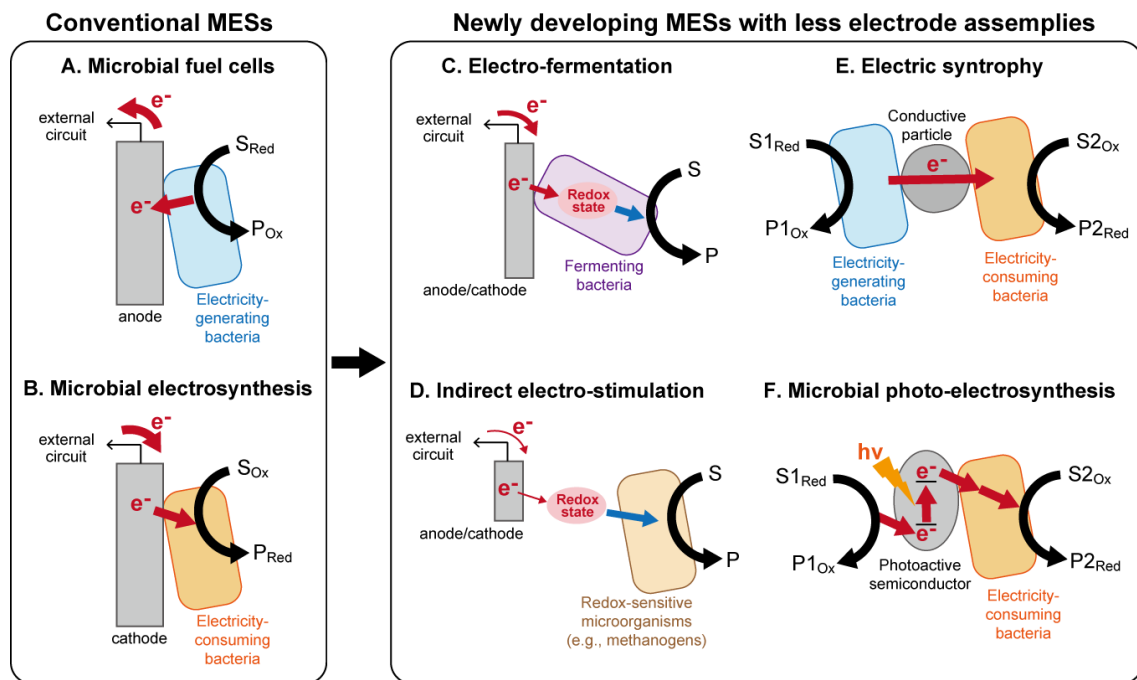 Conventional MESs
Newly developing MESs with less electrode assemblies
A. Microbial fuel cells
e-
external
circuit
SRed
e-
POx
Electricity-
generating
bacteria
anode
B. Microbial electrosynthesis
e-
external
circuit
SOx
e-
PRed
Electricity-
consuming
bacteria
cathode
C. Electro-fermentation
e-
external
circuit
S
e-
Redox
state
P
Fermenting
bacteria
anode/cathode
D. Indirect electro-stimulation
e-
external
circuit
S
e-
Redox
state
anode/cathode
P
Redox-sensitive
microorganisms
(e.g., methanogens)
E. Electric syntrophy
Conductive
particle
S1Red
S2Ox
e-
P1Ox
P2Red
Electricity-
generating
bacteria
Electricity-
consuming
bacteria
F. Microbial photo-electrosynthesis
hv
S1Red
e-
S2Ox
e-
P1Ox
Photoactive
semiconductor
P2Red
Electricity-
consuming
bacteria